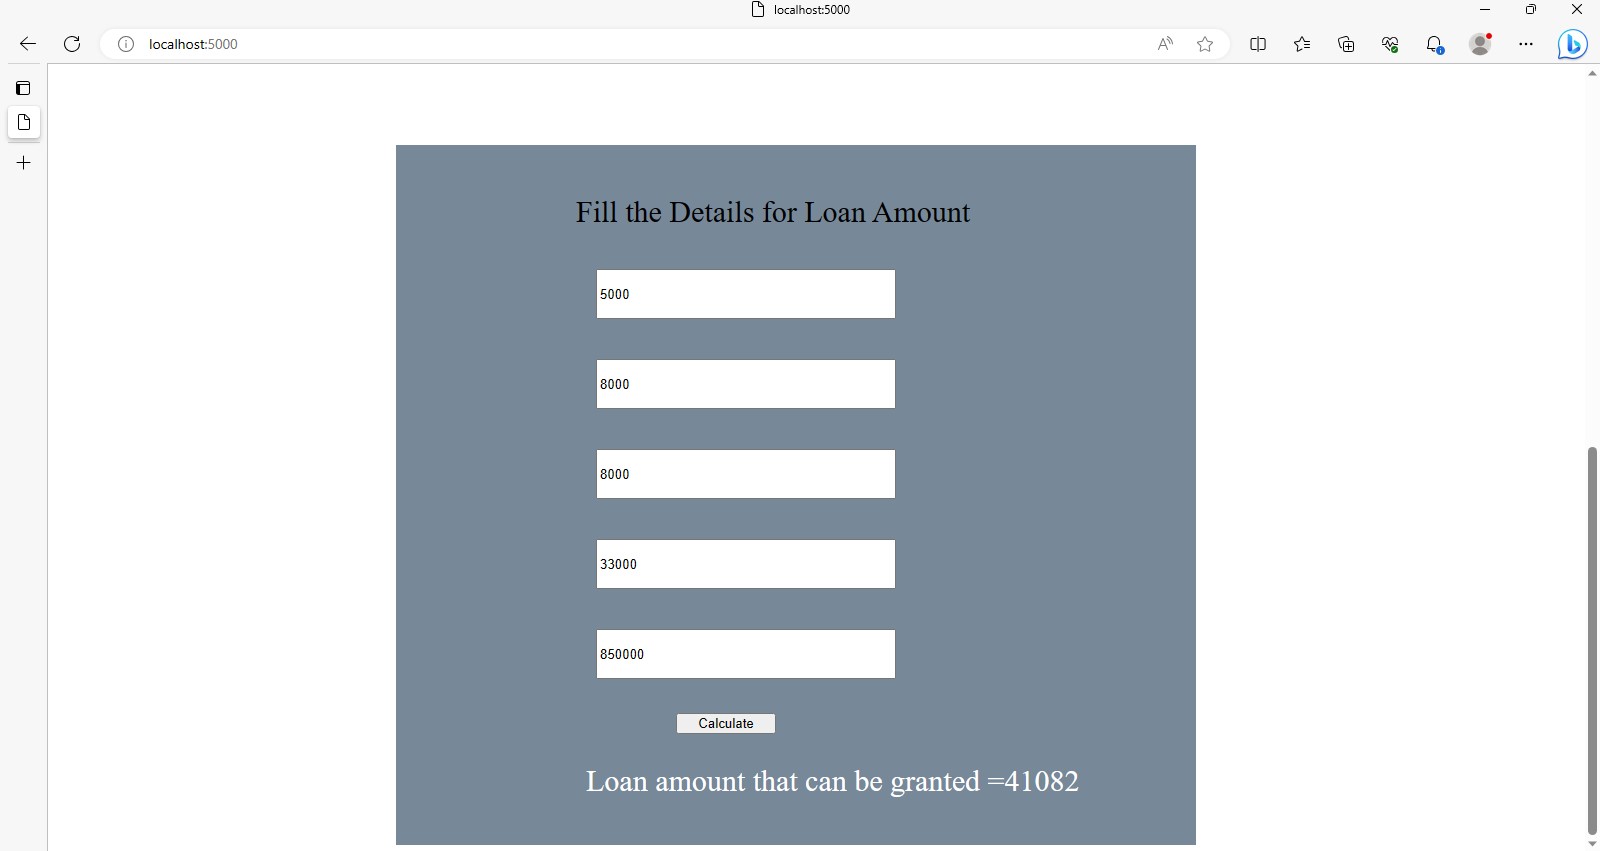 localhost:5000
localhost:5000
Fill the Details for Loan Amount
5000
8000
8000
33000
850000
Calculate
Loan amount that can be granted =41082